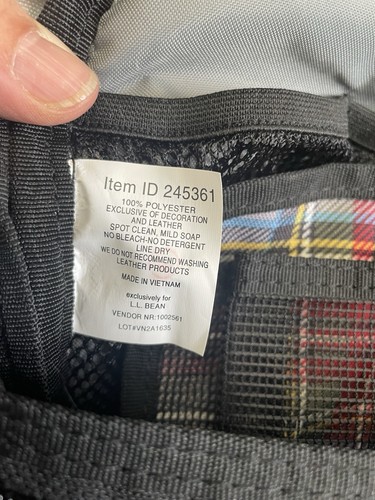 Item ID 245361
100% POLYESTER
EXCLUSIVE OF DECORATION
AND LEATHER
SPOT CLEAN, MILD SOAP
NO BLEACH-NO DETERGENT
LINE DRY
WE DO NOT RECOMMEND WASHING
LEATHER PRODUCTS
MADE IN VIETNAM
exclusively for
L.L. BEAN
VENDOR NR:1002561
LOT#VN2A1635